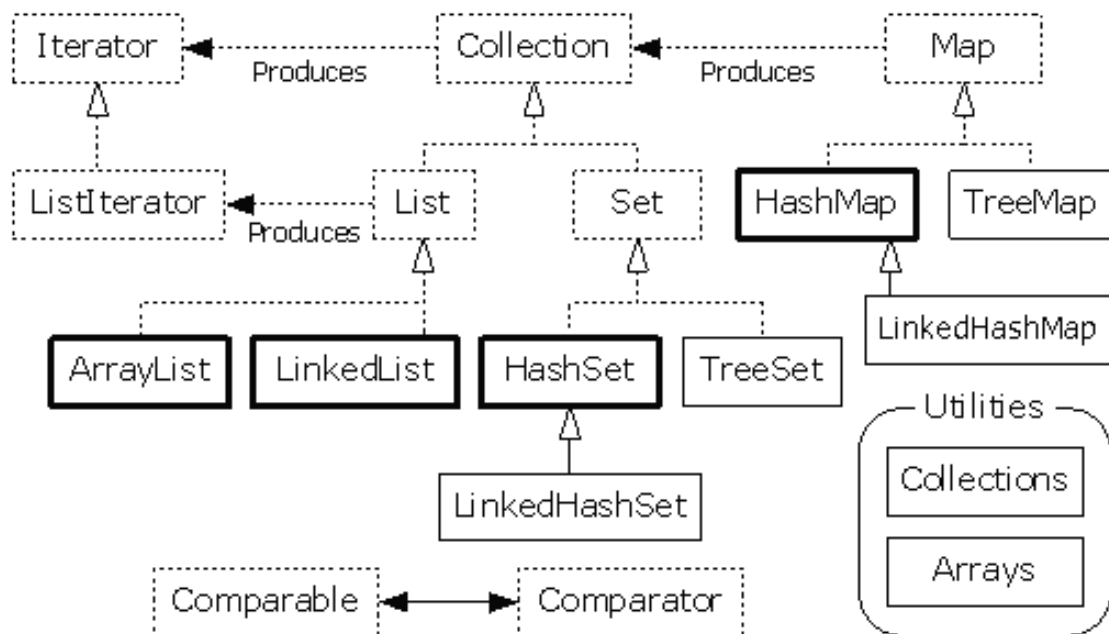 Iterator
Collection
Map
Produces
Produces
ListIterator
List
Set
HashMap
TreeMap
Produces
LinkedHashMap
ArrayList
LinkedList
HashSet
TreeSet
Utilities
Collections
LinkedHashSet
Arrays
Comparable
Comparator